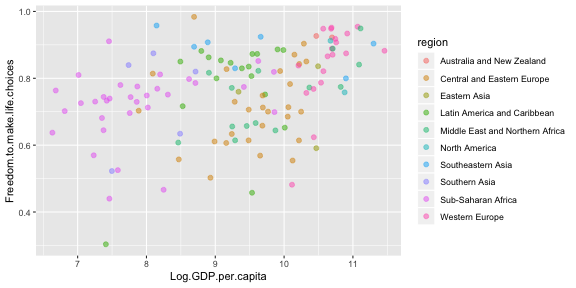 1.0
0.8
0.6
0.4
Freedom.to.make.life.choices
7
8
9
10
11
Log.GDP.per.capita
region
Australia and New Zealand
Central and Eastern Europe
Eastern Asia
Latin America and Caribbean
Middle East and Northern Africa
North America
Southeastern Asia
Southern Asia
Sub-Saharan Africa
Western Europe